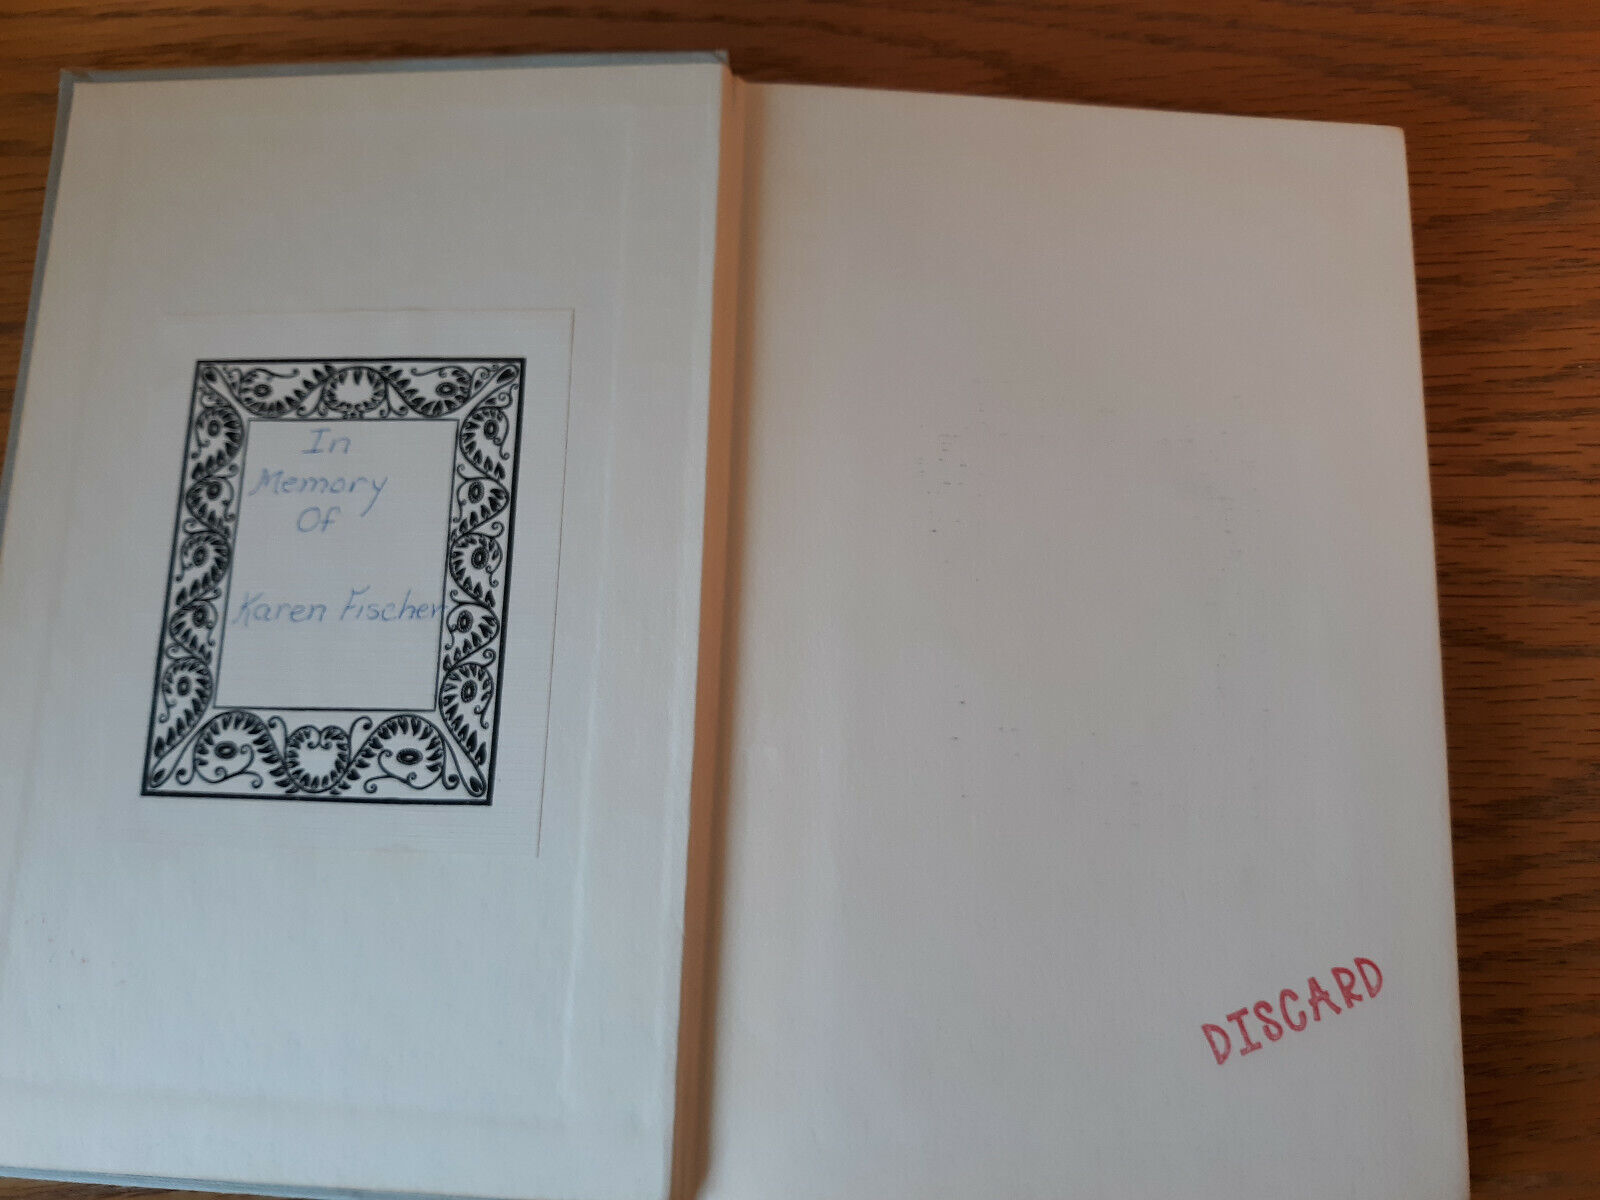 In
Memory
Of
Karen Fischer
DISCARD